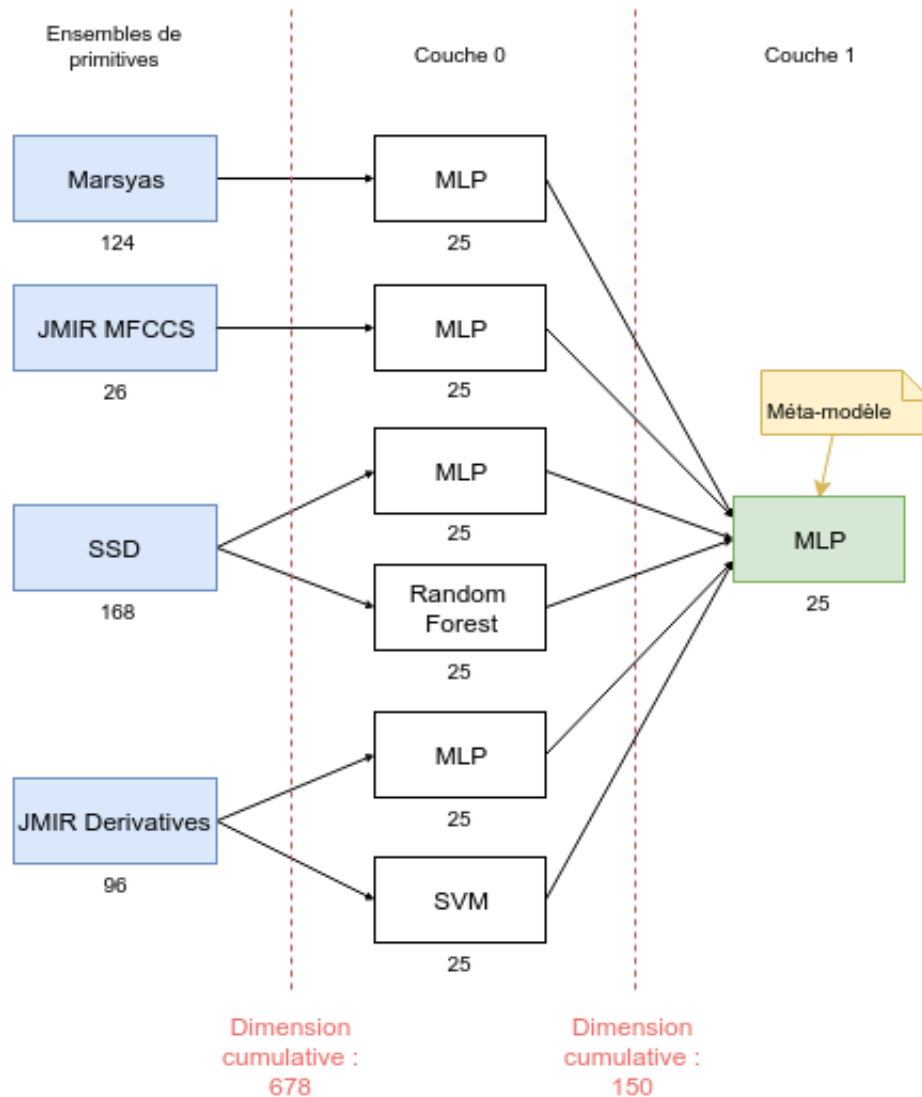 Ensembles de
primitives
Couche 0
Couche 1
Marsyas
124
MLP
25
JMIR MFCCS
26
MLP
25
Méta-modèle
SSD
168
MLP
25
Random
Forest
25
MLP
25
JMIR Derivatives
96
MLP
25
SVM
25
Dimension
cumulative :
678
Dimension
cumulative :
150